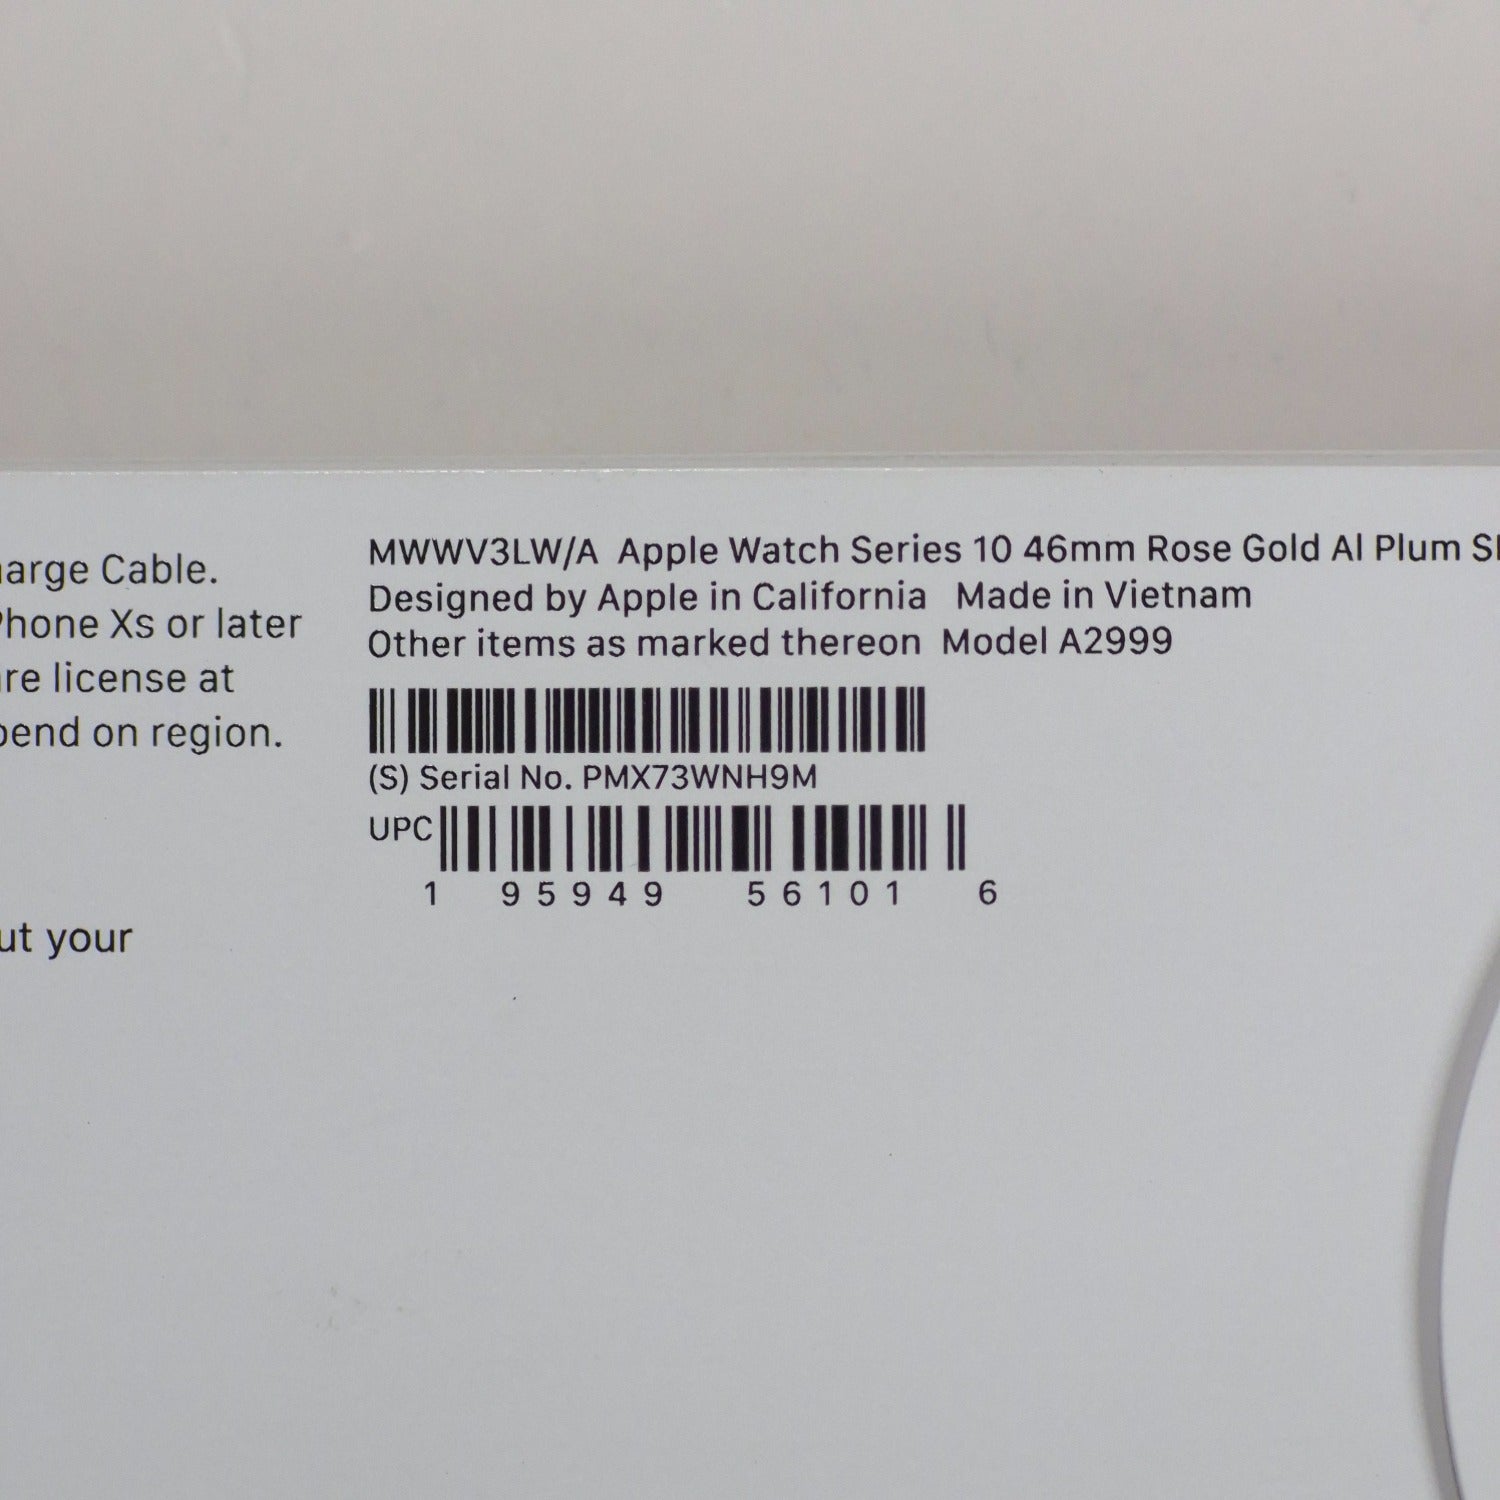 arge Cable.
Phone Xs or later
re license at
pend on region.
ut your
MWWV3LW/A Apple Watch Series 10 46mm Rose Gold Al Plum S
Designed by Apple in California Made in Vietnam
Other items as marked thereon Model A2999
(S) Serial No. PMX73WNH9M
UPC
1 95949 56101 6